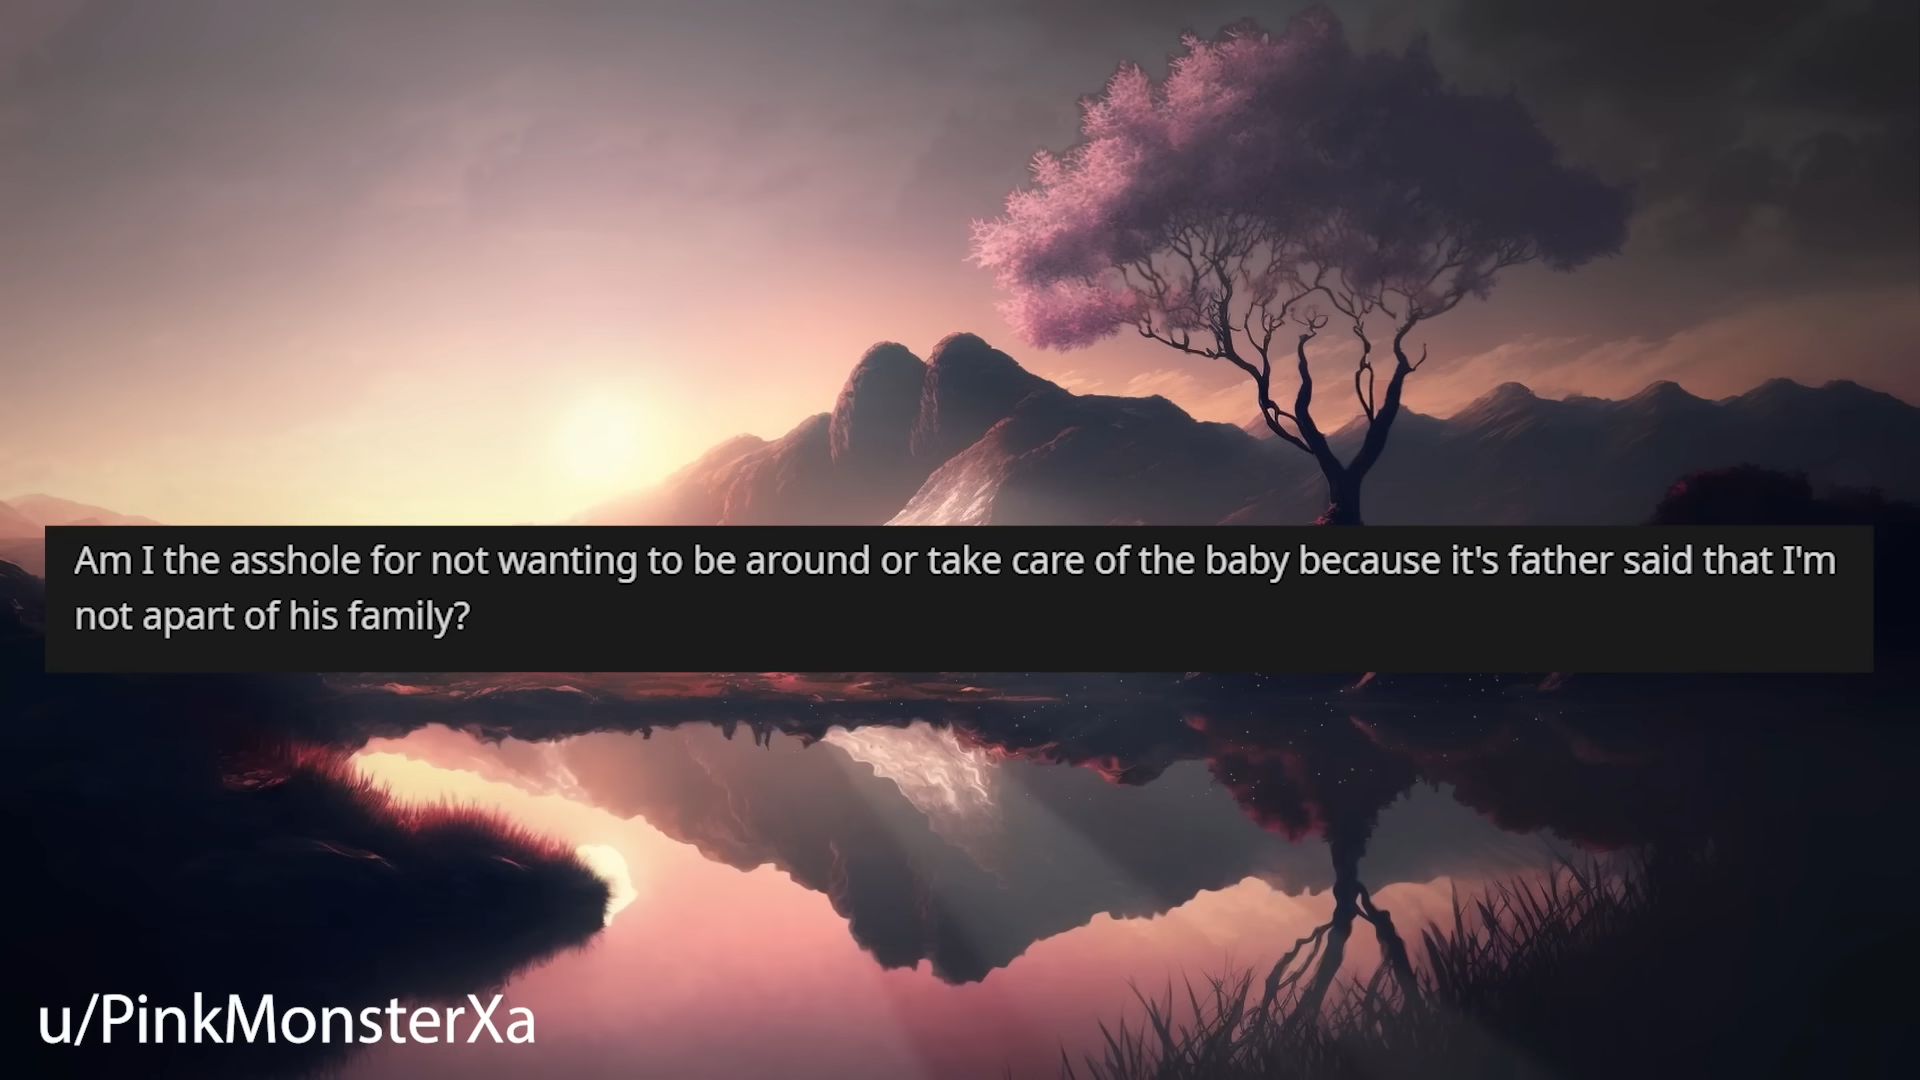 Am I the asshole for not wanting to be around or take care of the baby because it's father said that I'm
not apart of his family?
u/PinkMonsterXa